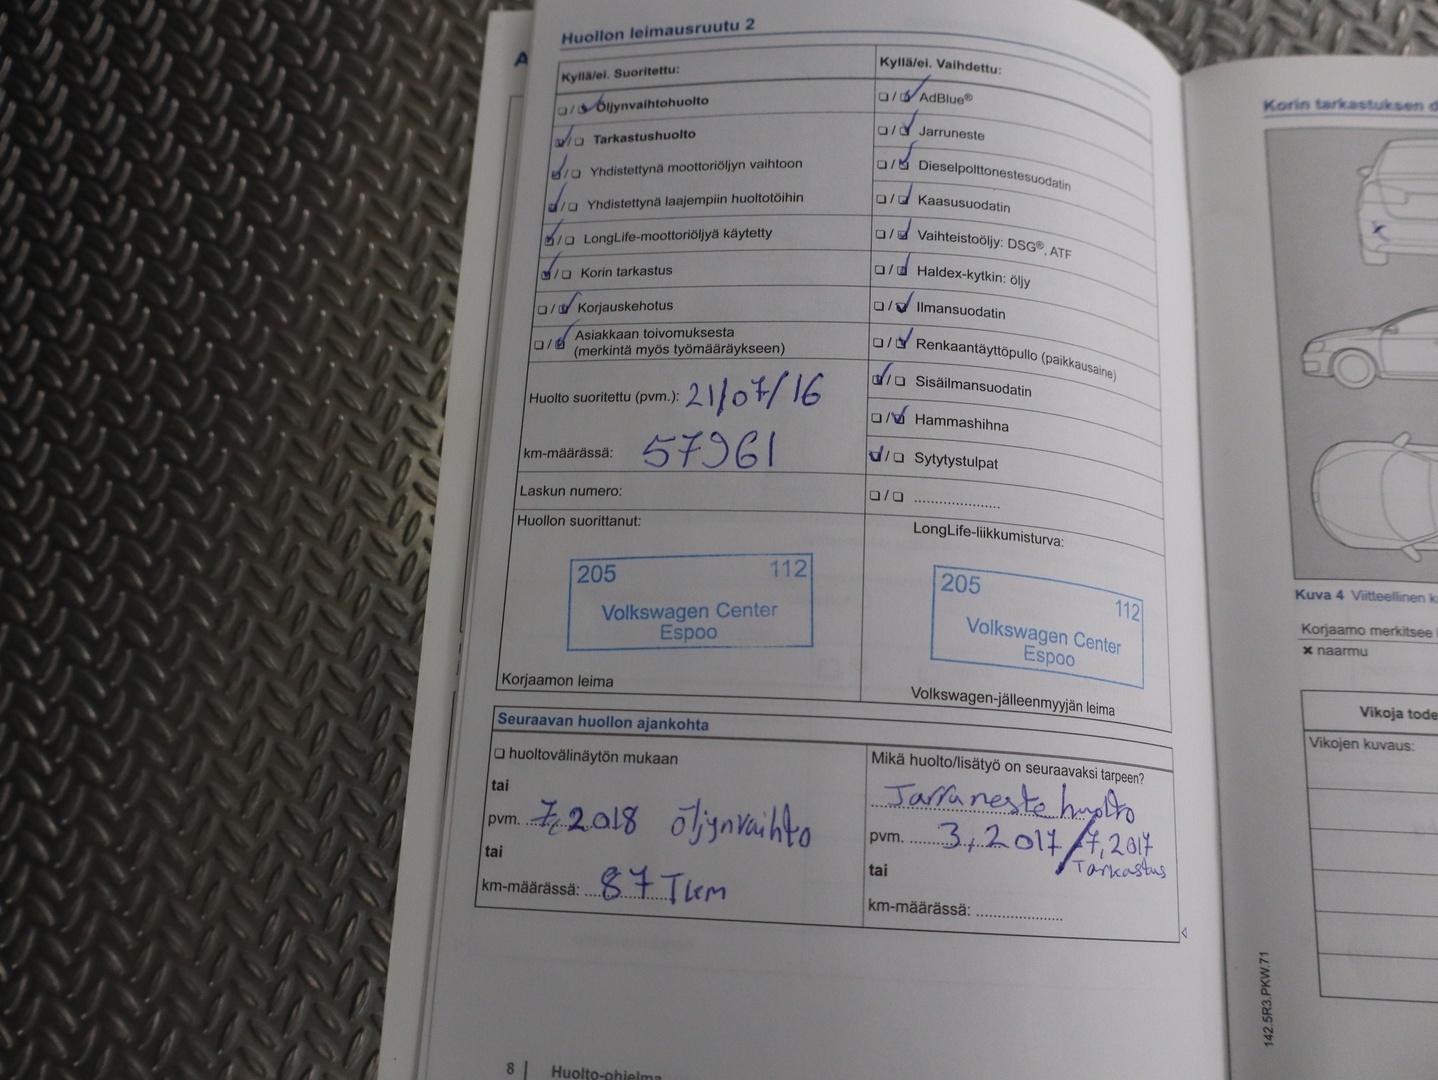 Huollon leimausruutu 2
Kyllä/ei. Suoritettu:
Öljynvaihtohuolto
Tarkastushuolto
Yhdistettynä moottoriöljyn vaihtoon
Yhdistettynä laajempiin huoltotöihin
LongLife-moottoriöljyä käytetty
Korin tarkastus
Korjauskehotus
Asiakkaan toivomuksesta
(merkintä myös työmääräykseen)
Huolto suoritettu (pvm.): 21/07/16
km-määrässä: 57961
Laskun numero:
Huollon suorittanut:
205 112
Volkswagen Center
Espoo
Korjaamon leima
Kyllä/ei. Vaihdettu:
AdBlue®
Jarruneste
Dieselpolttonestesuodatin
Kaasusuodatin
Vaihteistoöljy: DSG®, ATF
Haldex-kytkin: öljy
Ilmansuodatin
Renkaantäyttöpullo (paikkausaine)
Sisäilmansuodatin
Hammashihna
Sytytystulpat
....................
LongLife-liikkumisturva:
205 112
Volkswagen Center
Espoo
Volkswagen-jälleenmyyjän leima
Seuraavan huollon ajankohta
huoltovälinäytön mukaan
tai
pvm. 7,2018 öljynvaihto
tai
km-määrässä: 87 Tkm
Mikä huolto/lisätyö on seuraavaksi tarpeen?
Jarruneste huolto
pvm. 3,2017 / 7,2017
Tarkastus
tai
km-määrässä: ....................
8 Huolto-ohjelma
Korin tarkastuksen
Kuva 4 Viitteellinen
Korjaamo merkitsee
x naarmu
Vikoja
Vikojen kuvaus:
142.5R3.PKW.71